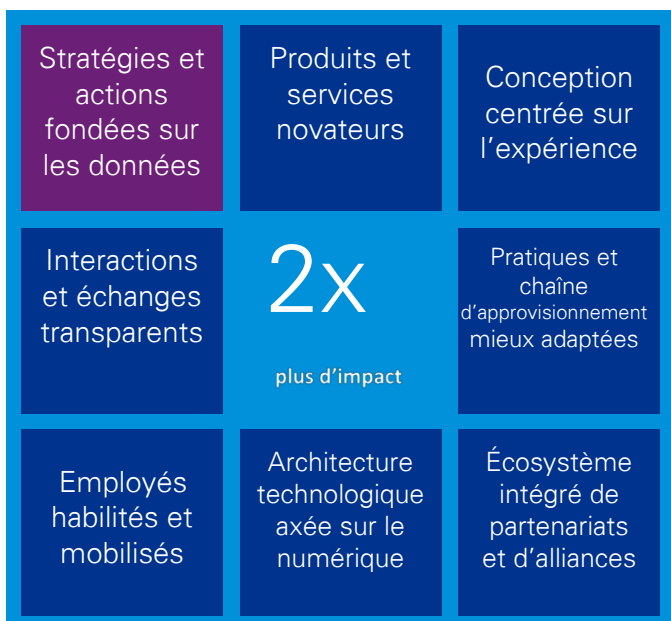 Stratégies et
actions
fondées sur
les données
Produits et
services
novateurs
Conception
centrée sur
l’expérience
Interactions
et échanges
transparents
2x
plus d’impact
Pratiques et
chaîne
d’approvisionnement
mieux adaptées
Employés
habilités et
mobilisés
Architecture
technologique
axée sur le
numérique
Écosystème
intégré de
partenariats
et d’alliances